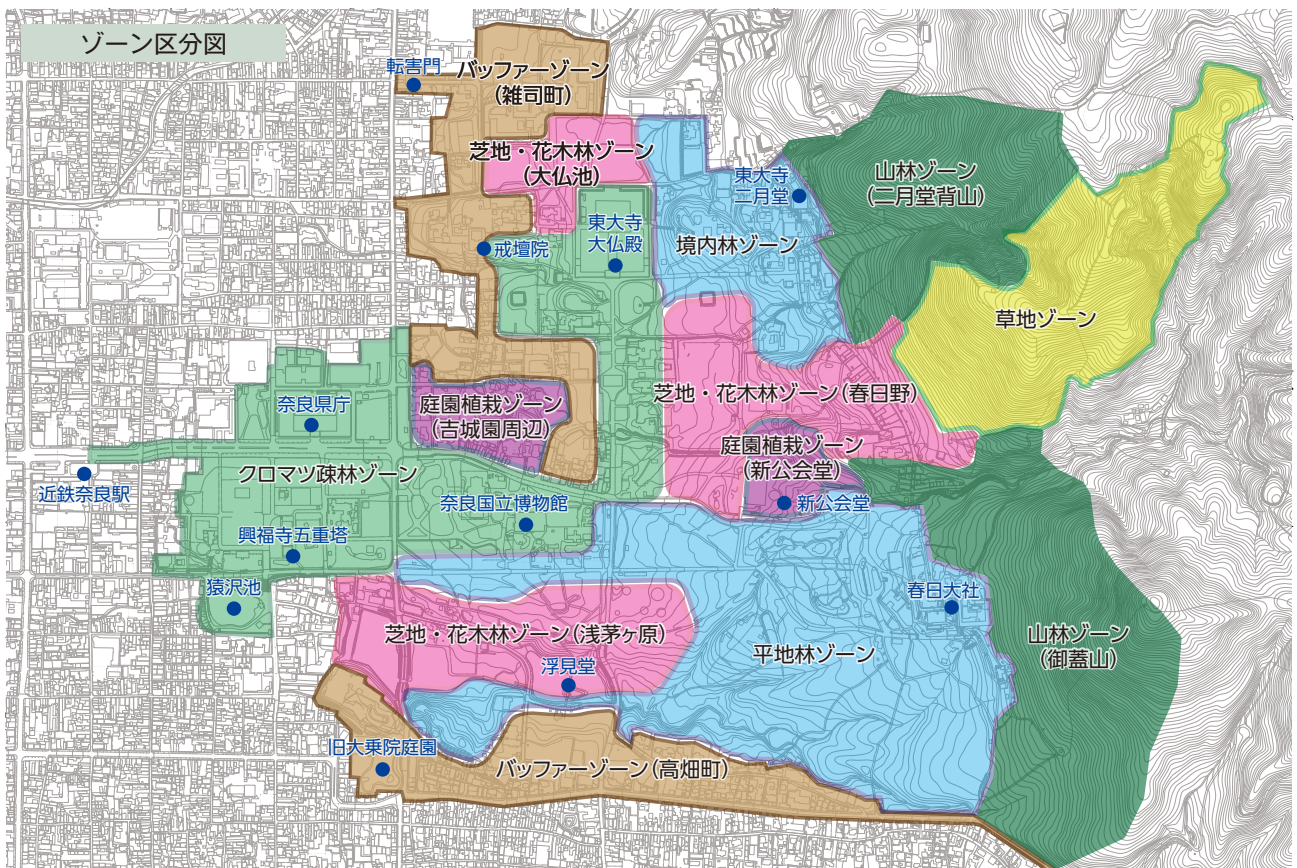 ゾーン区分図
転害門
バッファーゾーン
(雑司町)
芝地・花木林ゾーン
(大仏池)
東大寺
二月堂
山林ゾーン
(二月堂背山)
東大寺
大仏殿
戒壇院
境内林ゾーン
草地ゾーン
奈良県庁
庭園植栽ゾーン
(吉城園周辺)
芝地・花木林ゾーン(春日野)
庭園植栽ゾーン
(新公会堂)
クロマツ疎林ゾーン
近鉄奈良駅
奈良国立博物館
新公会堂
興福寺五重塔
猿沢池
春日大社
芝地・花木林ゾーン(浅茅ヶ原)
平地林ゾーン
山林ゾーン
(御蓋山)
浮見堂
旧大乗院庭園
バッファーゾーン(高畑町)